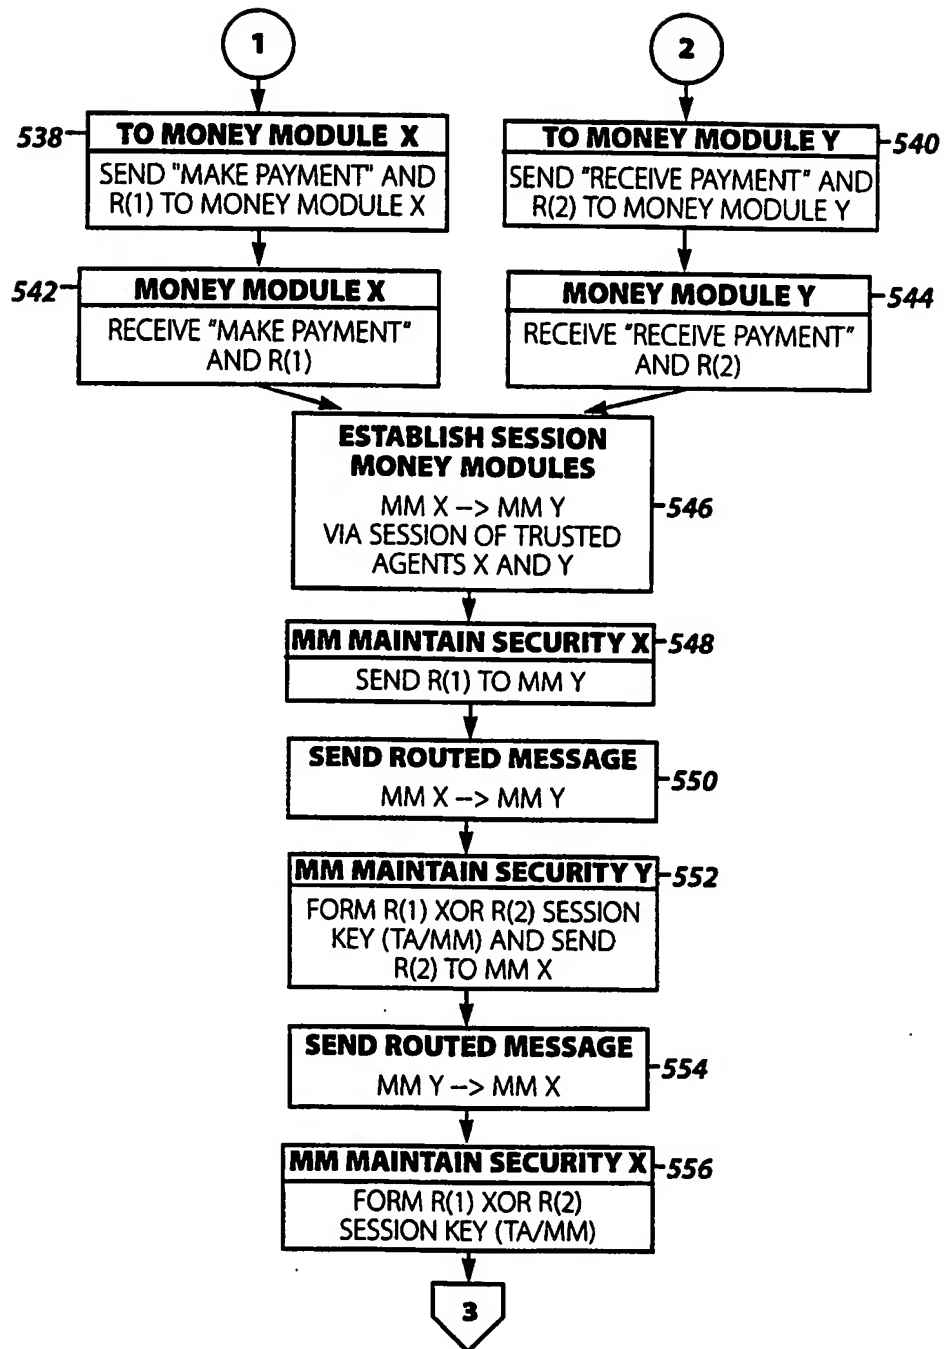 1
2
538
TO MONEY MODULE X
SEND "MAKE PAYMENT" AND
R(1) TO MONEY MODULE X
TO MONEY MODULE Y
540
SEND "RECEIVE PAYMENT" AND
R(2) TO MONEY MODULE Y
542
MONEY MODULE X
RECEIVE "MAKE PAYMENT"
AND R(1)
MONEY MODULE Y
544
RECEIVE "RECEIVE PAYMENT"
AND R(2)
ESTABLISH SESSION
MONEY MODULES
MM X —> MM Y
VIA SESSION OF TRUSTED
AGENTS X AND Y
546
MM MAINTAIN SECURITY X
548
SEND R(1) TO MM Y
SEND ROUTED MESSAGE
MM X —> MM Y
550
MM MAINTAIN SECURITY Y
552
FORM R(1) XOR R(2) SESSION
KEY (TA/MM) AND SEND
R(2) TO MM X
SEND ROUTED MESSAGE
MM Y —> MM X
554
MM MAINTAIN SECURITY X
556
FORM R(1) XOR R(2)
SESSION KEY (TA/MM)
3